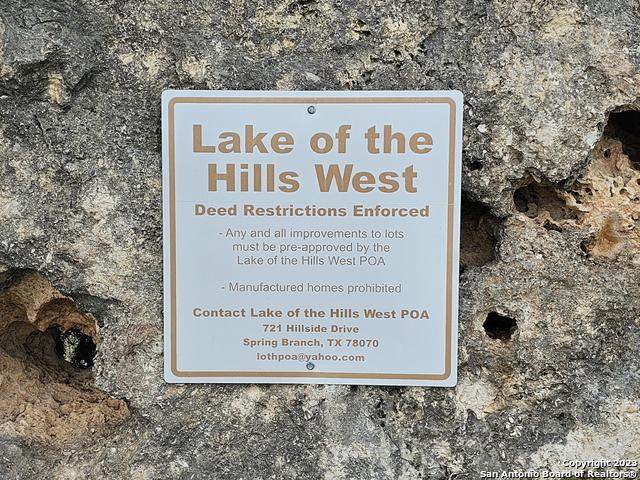 Lake of the
Hills West
Deed Restrictions Enforced
- Any and all improvements to lots
must be pre-approved by the
Lake of the Hills West POA
- Manufactured homes prohibited
Contact Lake of the Hills West POA
721 Hillside Drive
Spring Branch, TX 78070
lothpoa@yahoo.com
Copyright 2023
San Antonio Board of Realtors®